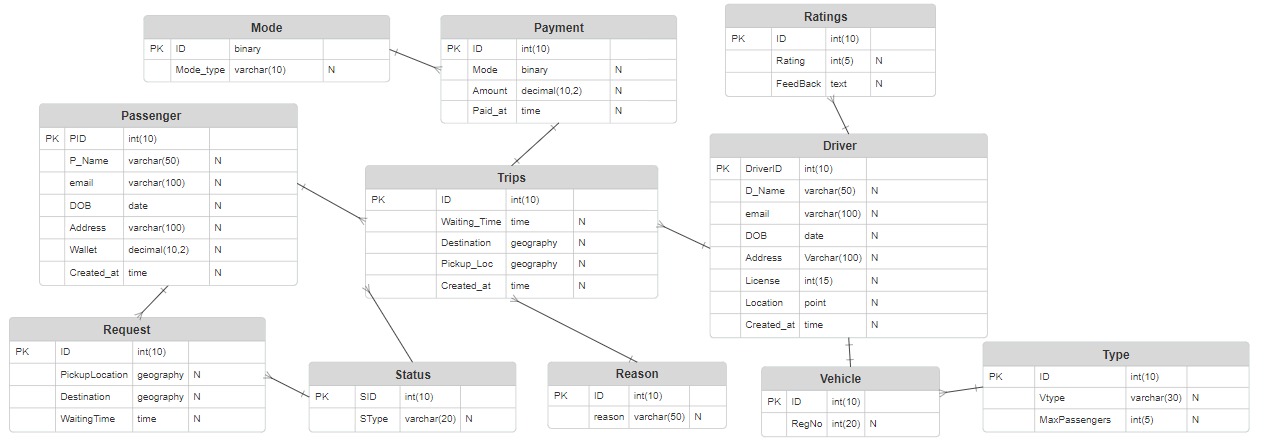 Mode
PK ID binary
Mode_type varchar(10) N
Payment
PK ID int(10)
Mode binary N
Amount decimal(10,2) N
Paid_at time N
Ratings
PK ID int(10)
Rating int(5) N
FeedBack text N
Passenger
PK PID int(10)
P_Name varchar(50) N
email varchar(100) N
DOB date N
Address varchar(100) N
Wallet decimal(10,2) N
Created_at time N
Trips
PK ID int(10)
Waiting_Time time N
Destination geography N
Pickup_Loc geography N
Created_at time N
Driver
PK DriverID int(10)
D_Name varchar(50) N
email varchar(100) N
DOB date N
Address Varchar(100) N
License int(15) N
Location point N
Created_at time N
Request
PK ID int(10)
PickupLocation geography N
Destination geography N
WaitingTime time N
Status
PK SID int(10)
SType varchar(20) N
Reason
PK ID int(10)
reason varchar(50) N
Vehicle
PK ID int(10)
RegNo int(20) N
Type
PK ID int(10)
Vtype varchar(30) N
MaxPassengers int(5) N